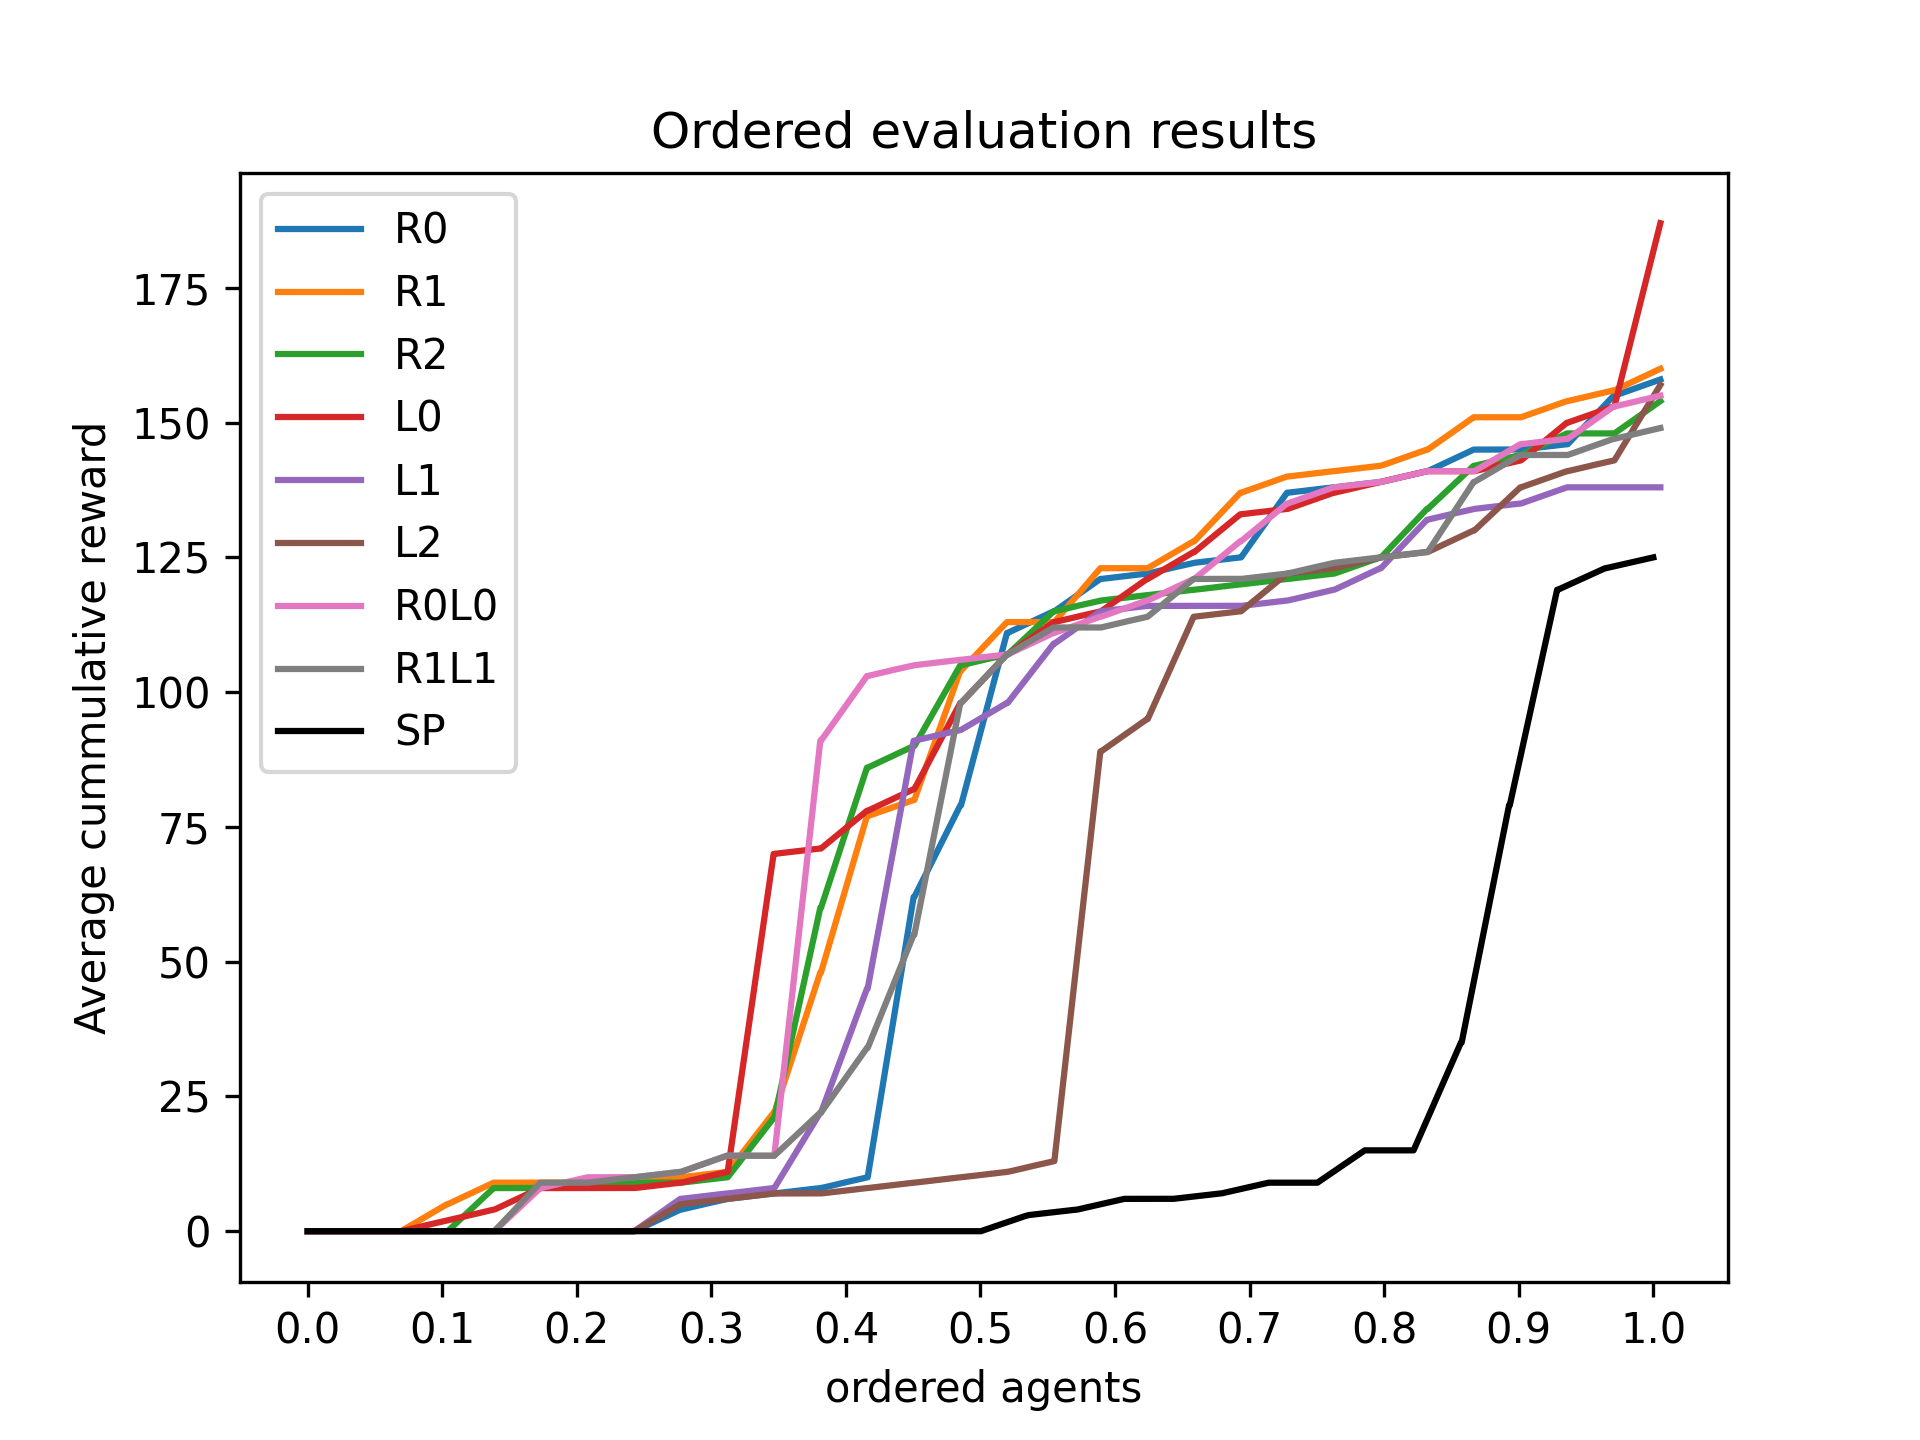 Ordered evaluation results
R0
R1
R2
L0
L1
L2
R0L0
R1L1
SP
Average cummulative reward
175
150
125
100
75
50
25
0
0.0 0.1 0.2 0.3 0.4 0.5 0.6 0.7 0.8 0.9 1.0
ordered agents